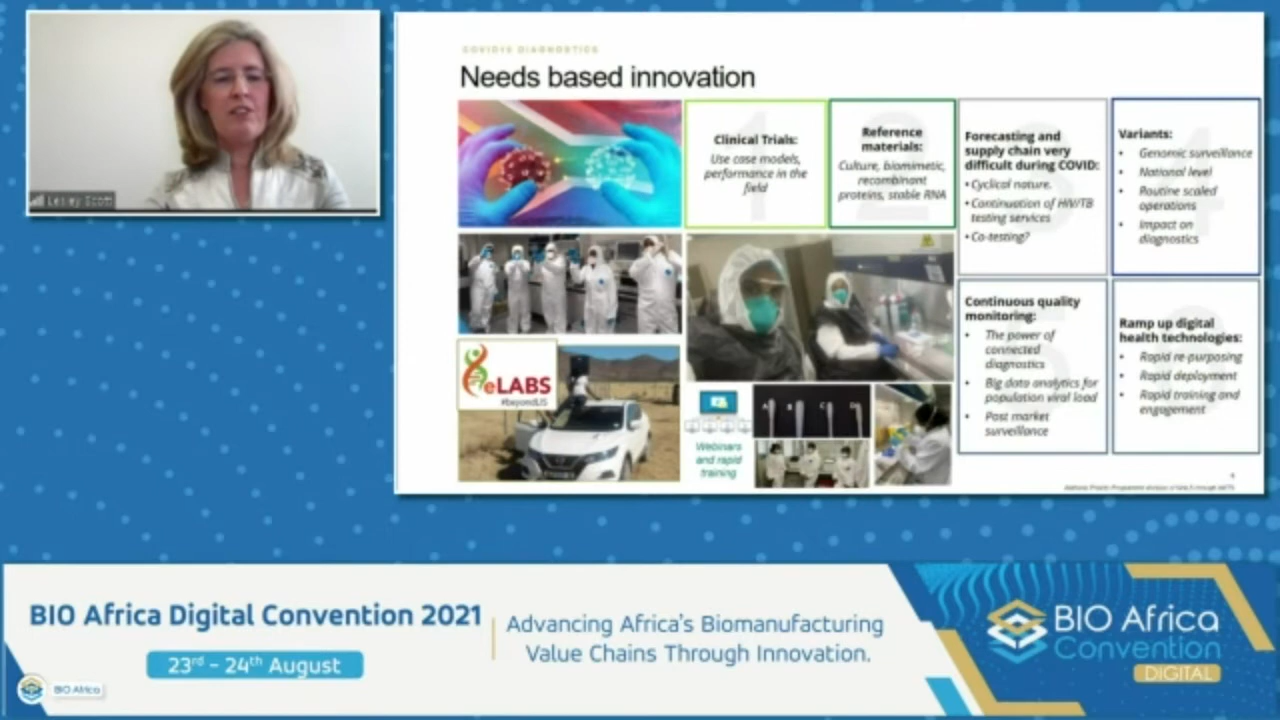 Lesley Scott
COVID19 DIAGNOSTICS
Needs based innovation
Clinical Trials:
Use case models,
performance in the
field
Reference
materials:
Culture, biomimetic,
recombinant
proteins, stable RNA
Forecasting and
supply chain very
difficult during COVID:
• Cyclical nature.
• Continuation of HIV/TB
testing services
• Co-testing?
Variants:
• Genomic surveillance
• National level
• Routine scaled
operations
• Impact on
diagnostics
Continuous quality
monitoring:
• The power of
connected
diagnostics
• Big data analytics for
population viral load
• Post market
surveillance
Ramp up digital
health technologies:
• Rapid re-purposing
• Rapid deployment
• Rapid training and
engagement
eLABS
#beyondLIS
Webinars
and rapid
training
BIO Africa Digital Convention 2021
23rd - 24th August
Advancing Africa's Biomanufacturing
Value Chains Through Innovation.
BIO Africa
Convention
DIGITAL
BIO Africa